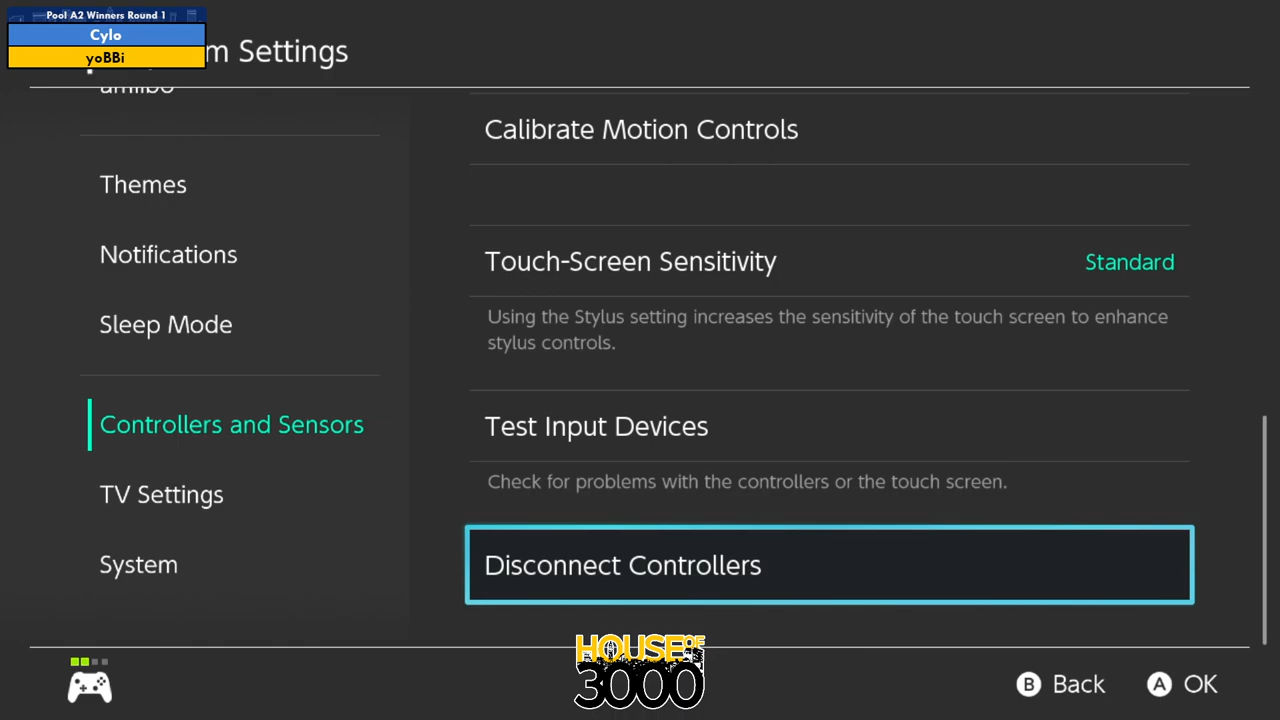 Pool A2 Winners Round 1
Cylo
yoBBi
m Settings
amiibo
Themes
Notifications
Sleep Mode
Controllers and Sensors
TV Settings
System
Calibrate Motion Controls
Touch-Screen Sensitivity
Standard
Using the Stylus setting increases the sensitivity of the touch screen to enhance
stylus controls.
Test Input Devices
Check for problems with the controllers or the touch screen.
Disconnect Controllers
HOUSE OF
3000
B Back
A OK